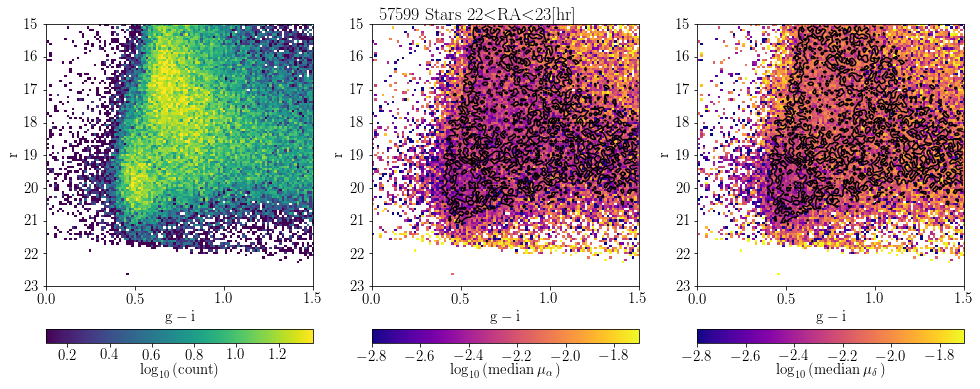 57599 Stars 22<RA<23[hr]
15
16
17
18
19
20
21
22
23
r
0.0 0.5 1.0 1.5
g − i
0.2 0.4 0.6 0.8 1.0 1.2
log₁₀(count)
15
16
17
18
19
20
21
22
23
r
0.0 0.5 1.0 1.5
g − i
−2.8 −2.6 −2.4 −2.2 −2.0 −1.8
log₁₀(median μ_α)
15
16
17
18
19
20
21
22
23
r
0.0 0.5 1.0 1.5
g − i
−2.8 −2.6 −2.4 −2.2 −2.0 −1.8
log₁₀(median μ_δ)